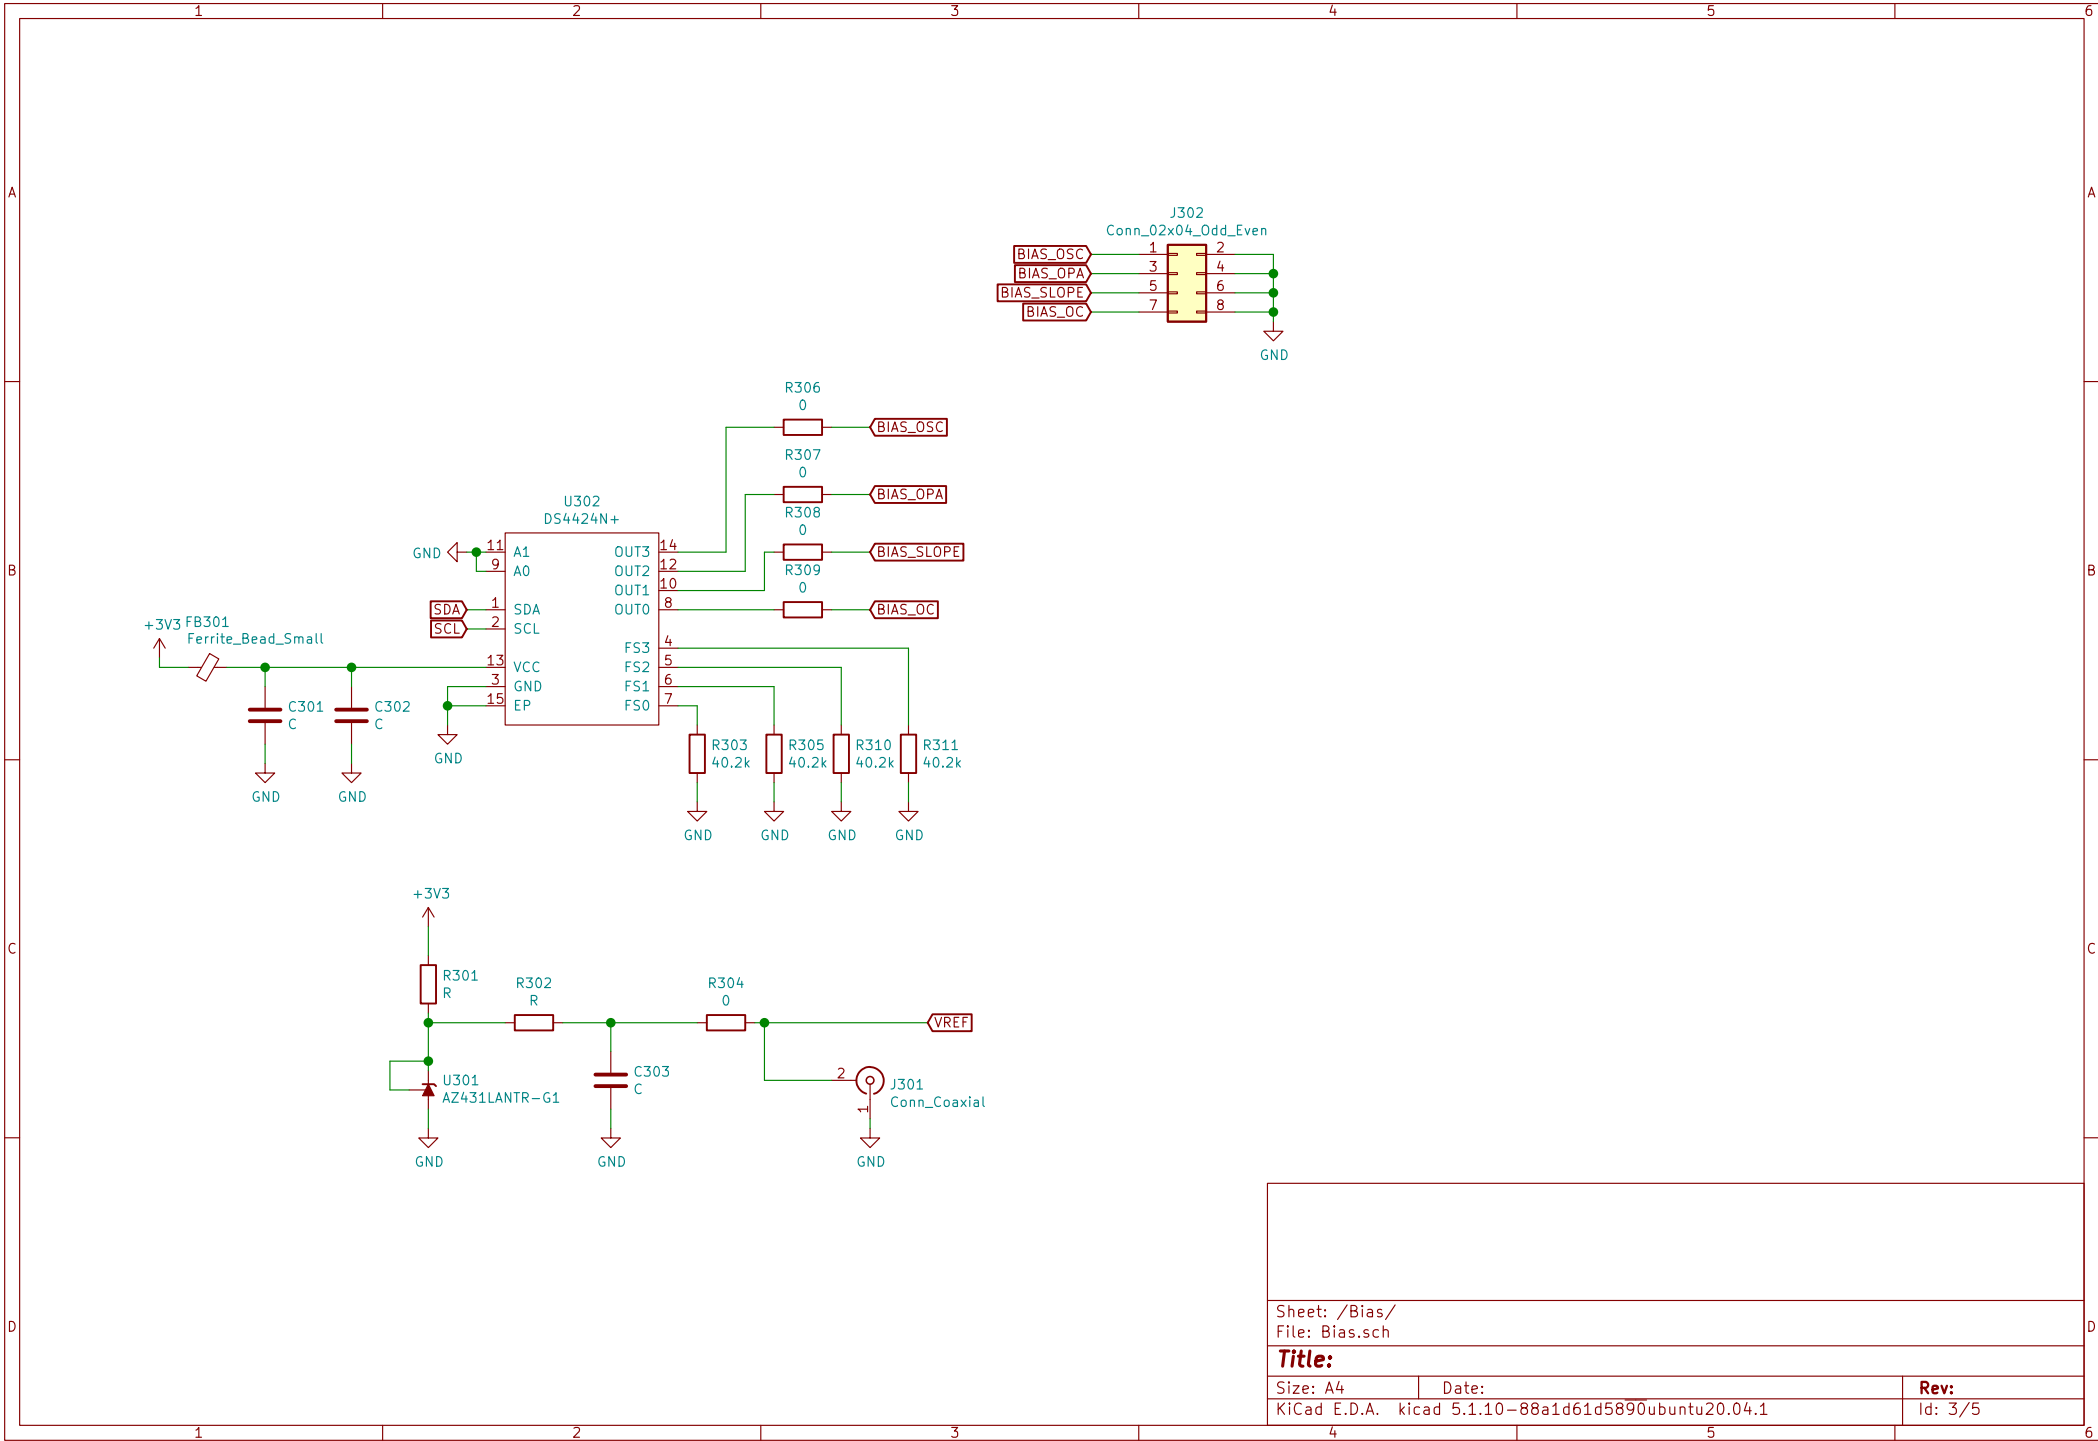 1 2 3 4 5 6
A A
J302
Conn_02x04_Odd_Even
BIAS_OSC 1 2
BIAS_OPA 3 4
BIAS_SLOPE 5 6
BIAS_OC 7 8
GND
R306
0
BIAS_OSC
R307
0
BIAS_OPA
R308
0
BIAS_SLOPE
R309
0
BIAS_OC
U302
DS4424N+
GND 11 A1 OUT3 14
9 A0 OUT2 12
OUT1 10
SDA 1 SDA OUT0 8
SCL 2 SCL
FS3 4
13 VCC FS2 5
3 GND FS1 6
15 EP FS0 7
GND
B B
+3V3 FB301
Ferrite_Bead_Small
C301
C
GND
C302
C
GND
R303
40.2k
GND
R305
40.2k
GND
R310
40.2k
GND
R311
40.2k
GND
+3V3
C C
R301
R
R302
R
R304
0
VREF
U301
AZ431LANTR-G1
GND
C303
C
GND
2 J301
Conn_Coaxial
1
GND
Sheet: /Bias/
File: Bias.sch
D D
Title:
Size: A4 Date: Rev:
KiCad E.D.A. kicad 5.1.10-88a1d61d5890ubuntu20.04.1 Id: 3/5
1 2 3 4 5 6